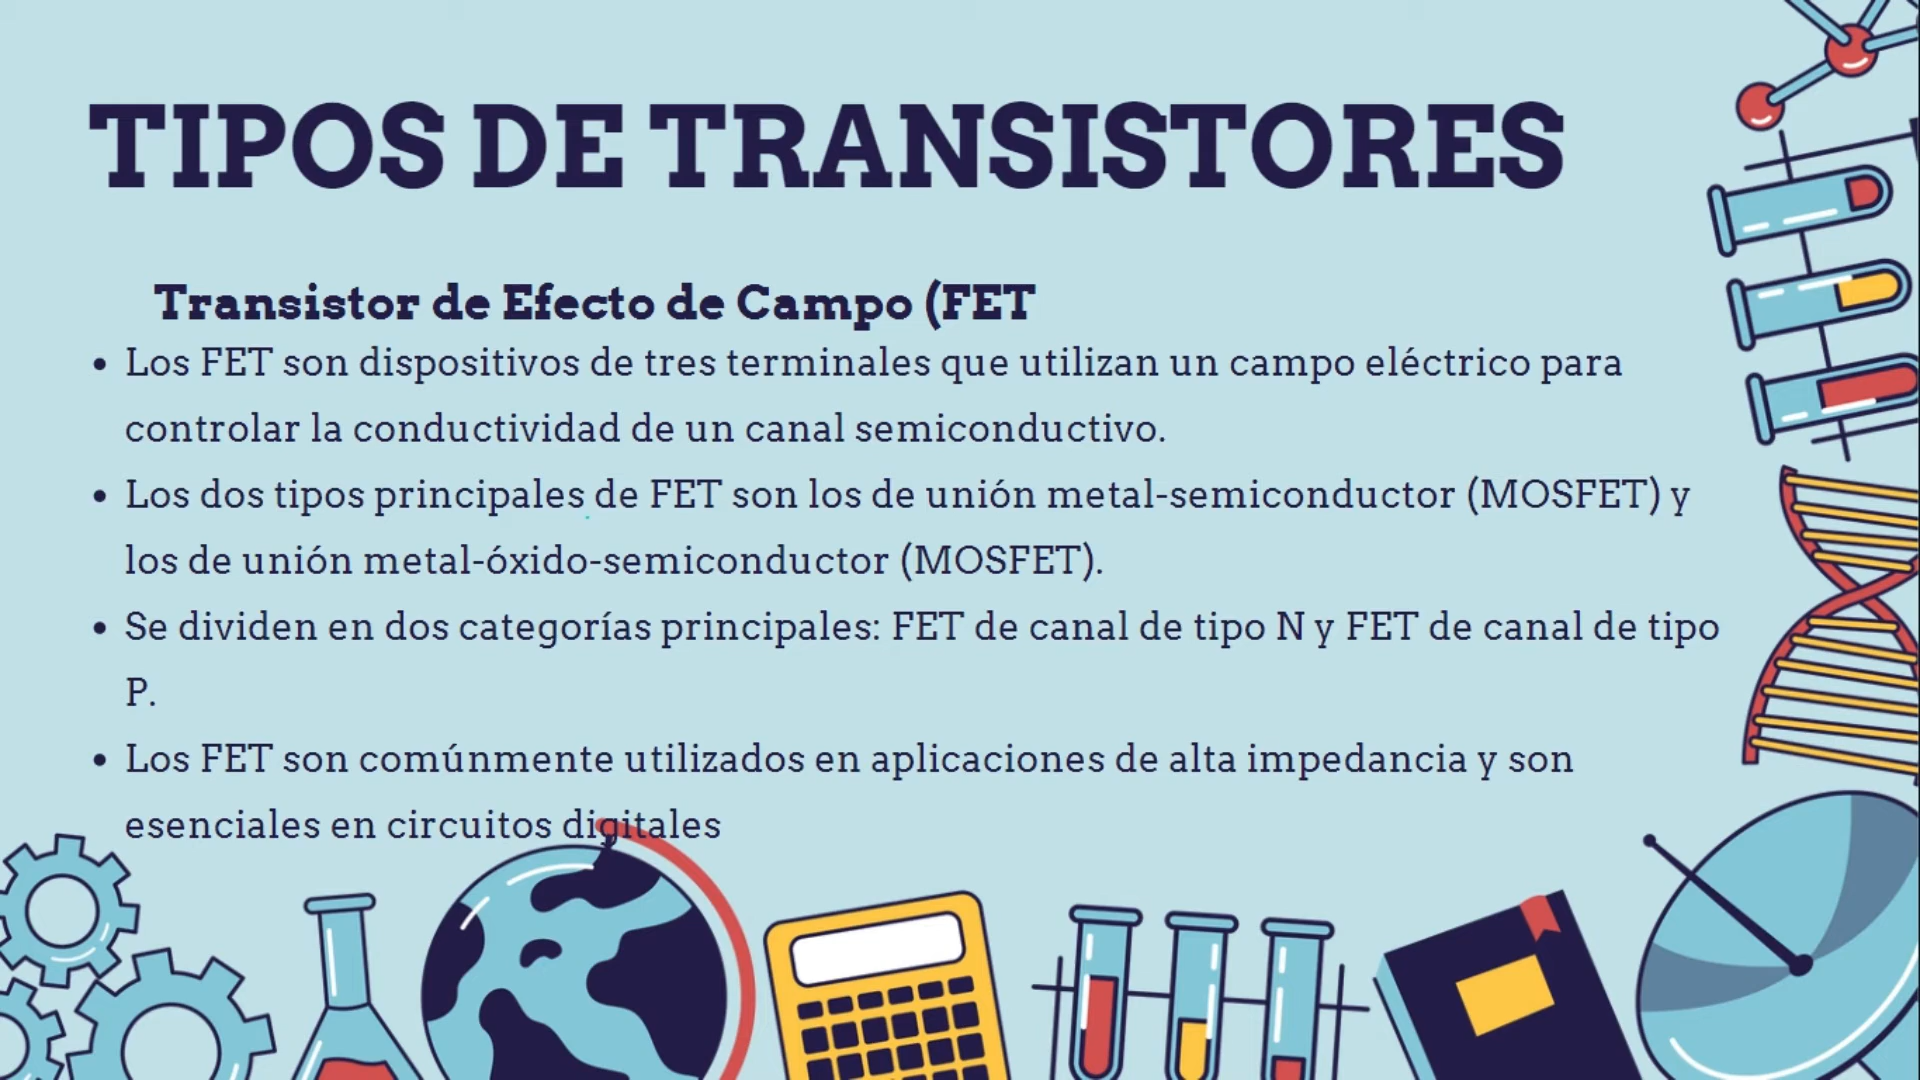 TIPOS DE TRANSISTORES
Transistor de Efecto de Campo (FET
• Los FET son dispositivos de tres terminales que utilizan un campo eléctrico para
controlar la conductividad de un canal semiconductivo.
• Los dos tipos principales de FET son los de unión metal-semiconductor (MOSFET) y
los de unión metal-óxido-semiconductor (MOSFET).
• Se dividen en dos categorías principales: FET de canal de tipo N y FET de canal de tipo
P.
• Los FET son comúnmente utilizados en aplicaciones de alta impedancia y son
esenciales en circuitos digitales